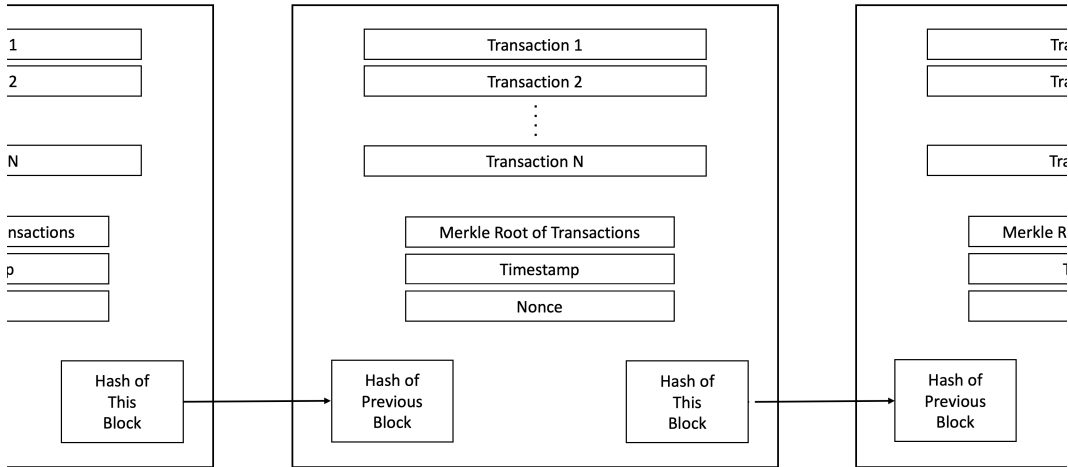 1
2
N
nsactions
p
Hash of
This
Block
Transaction 1
Transaction 2
Transaction N
Merkle Root of Transactions
Timestamp
Nonce
Hash of
Previous
Block
Hash of
This
Block
Tra
Tra
Tra
Merkle R
T
Hash of
Previous
Block